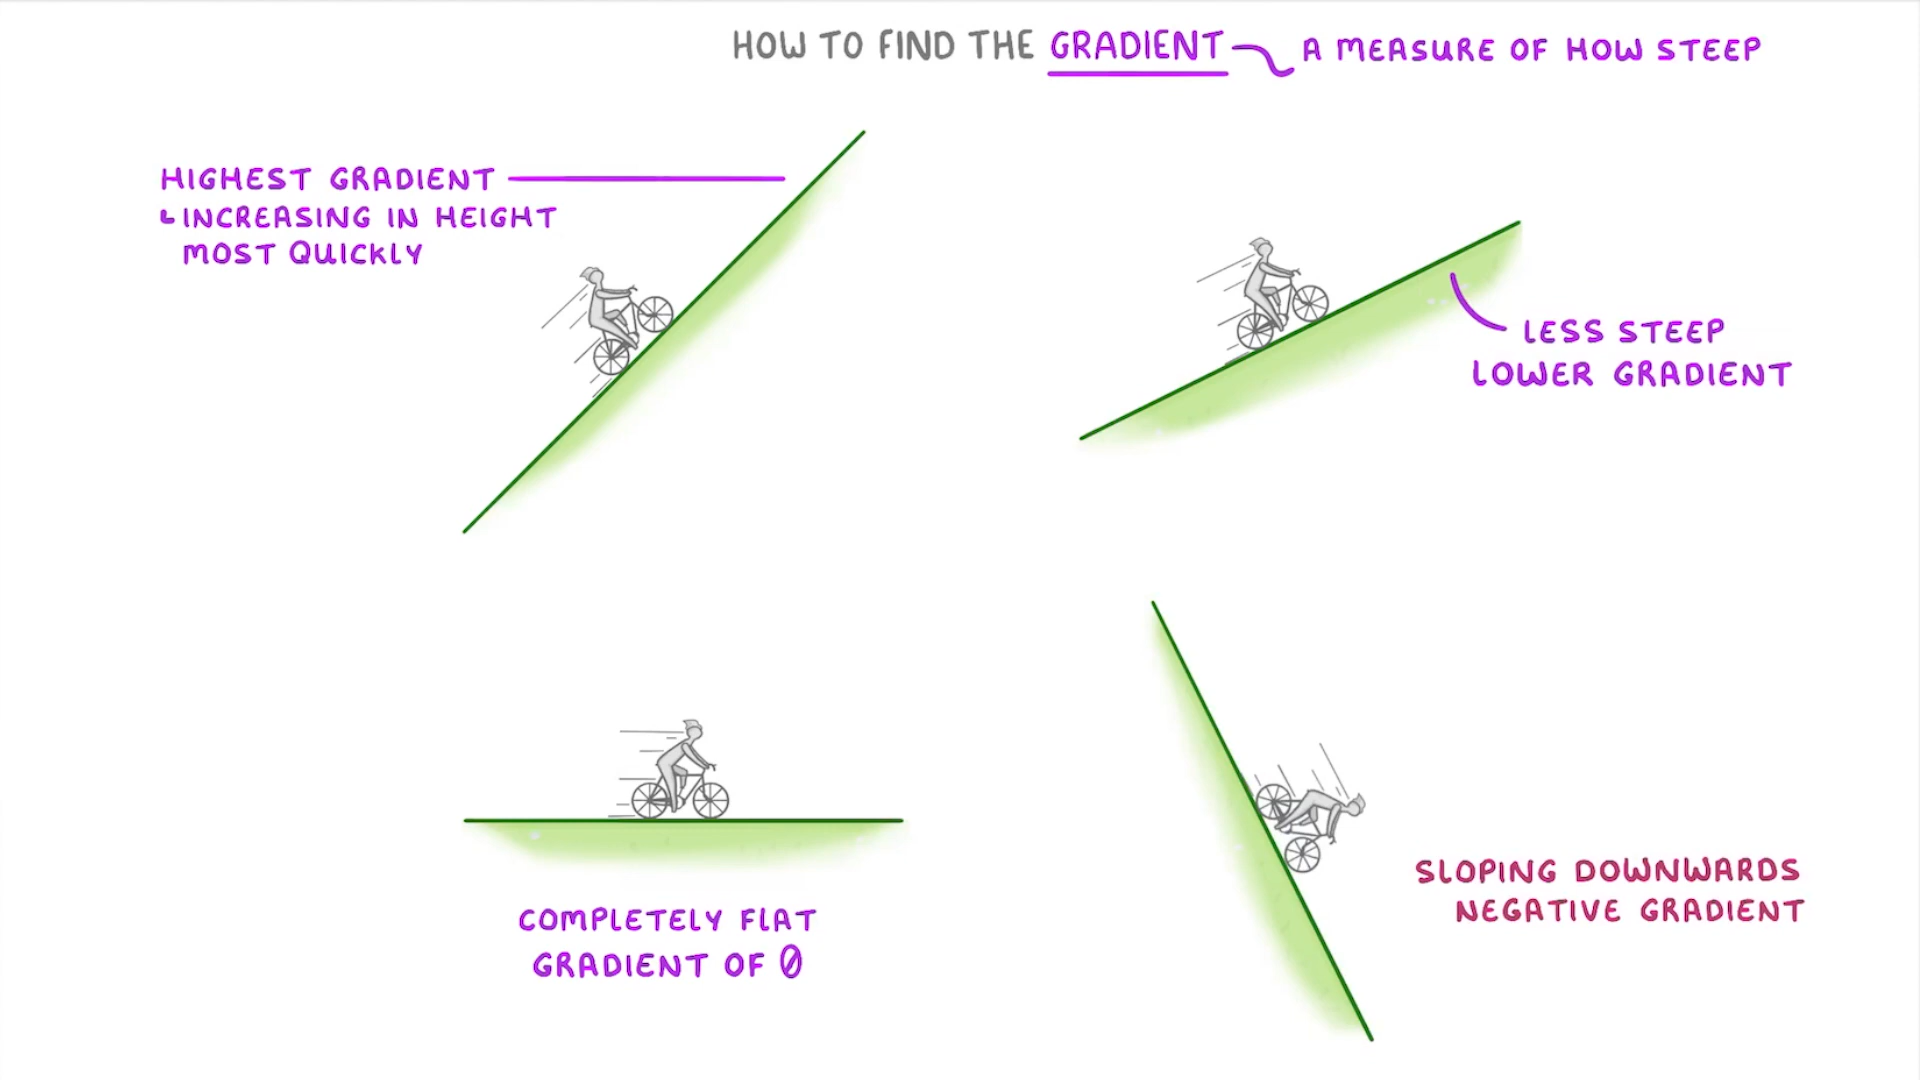 HOW TO FIND THE GRADIENT A MEASURE OF HOW STEEP
HIGHEST GRADIENT
INCREASING IN HEIGHT
MOST QUICKLY
LESS STEEP
LOWER GRADIENT
COMPLETELY FLAT
GRADIENT OF 0
SLOPING DOWNWARDS
NEGATIVE GRADIENT